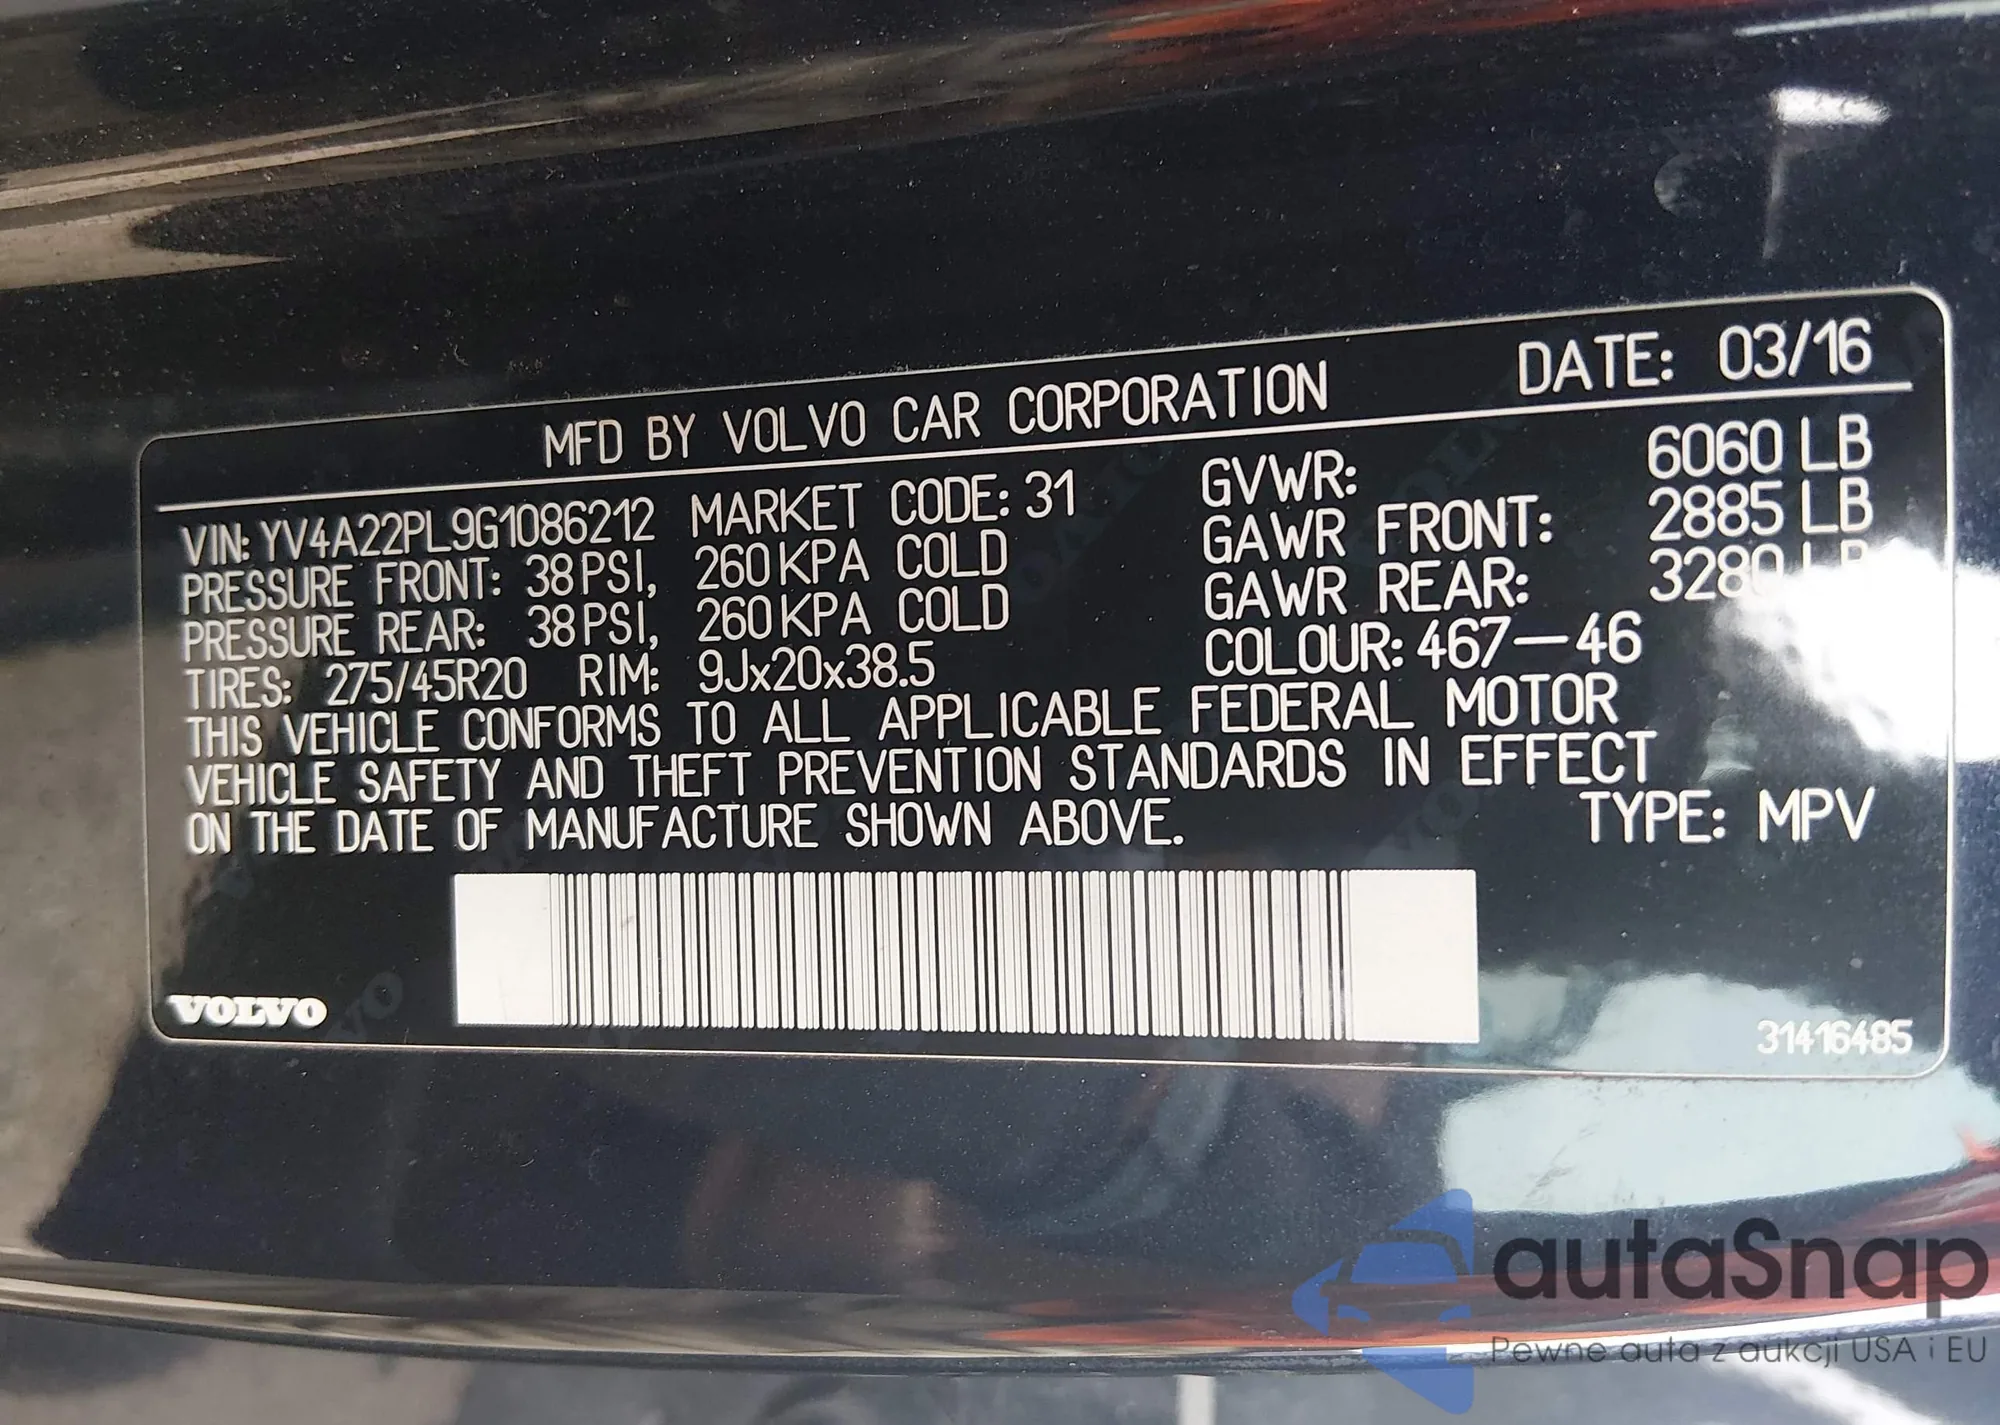 MFD BY VOLVO CAR CORPORATION DATE: 03/16
VIN: YV4A22PL9G1086212 MARKET CODE: 31 GVWR: 6060 LB
PRESSURE FRONT: 38 PSI, 260 KPA COLD GAWR FRONT: 2885 LB
PRESSURE REAR: 38 PSI, 260 KPA COLD GAWR REAR: 3280 LB
TIRES: 275/45R20 RIM: 9Jx20x38.5 COLOUR: 467-46
THIS VEHICLE CONFORMS TO ALL APPLICABLE FEDERAL MOTOR
VEHICLE SAFETY AND THEFT PREVENTION STANDARDS IN EFFECT
ON THE DATE OF MANUFACTURE SHOWN ABOVE. TYPE: MPV
VOLVO
31416485
autaSnap
Pewne auta z aukcji USA i EU